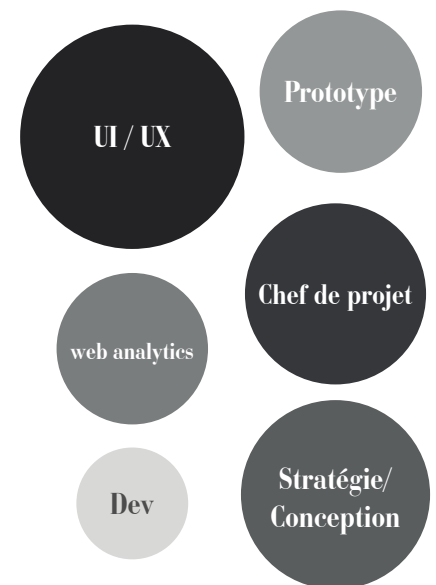 UI / UX
Prototype
Chef de projet
web analytics
Stratégie/
Conception
Dev